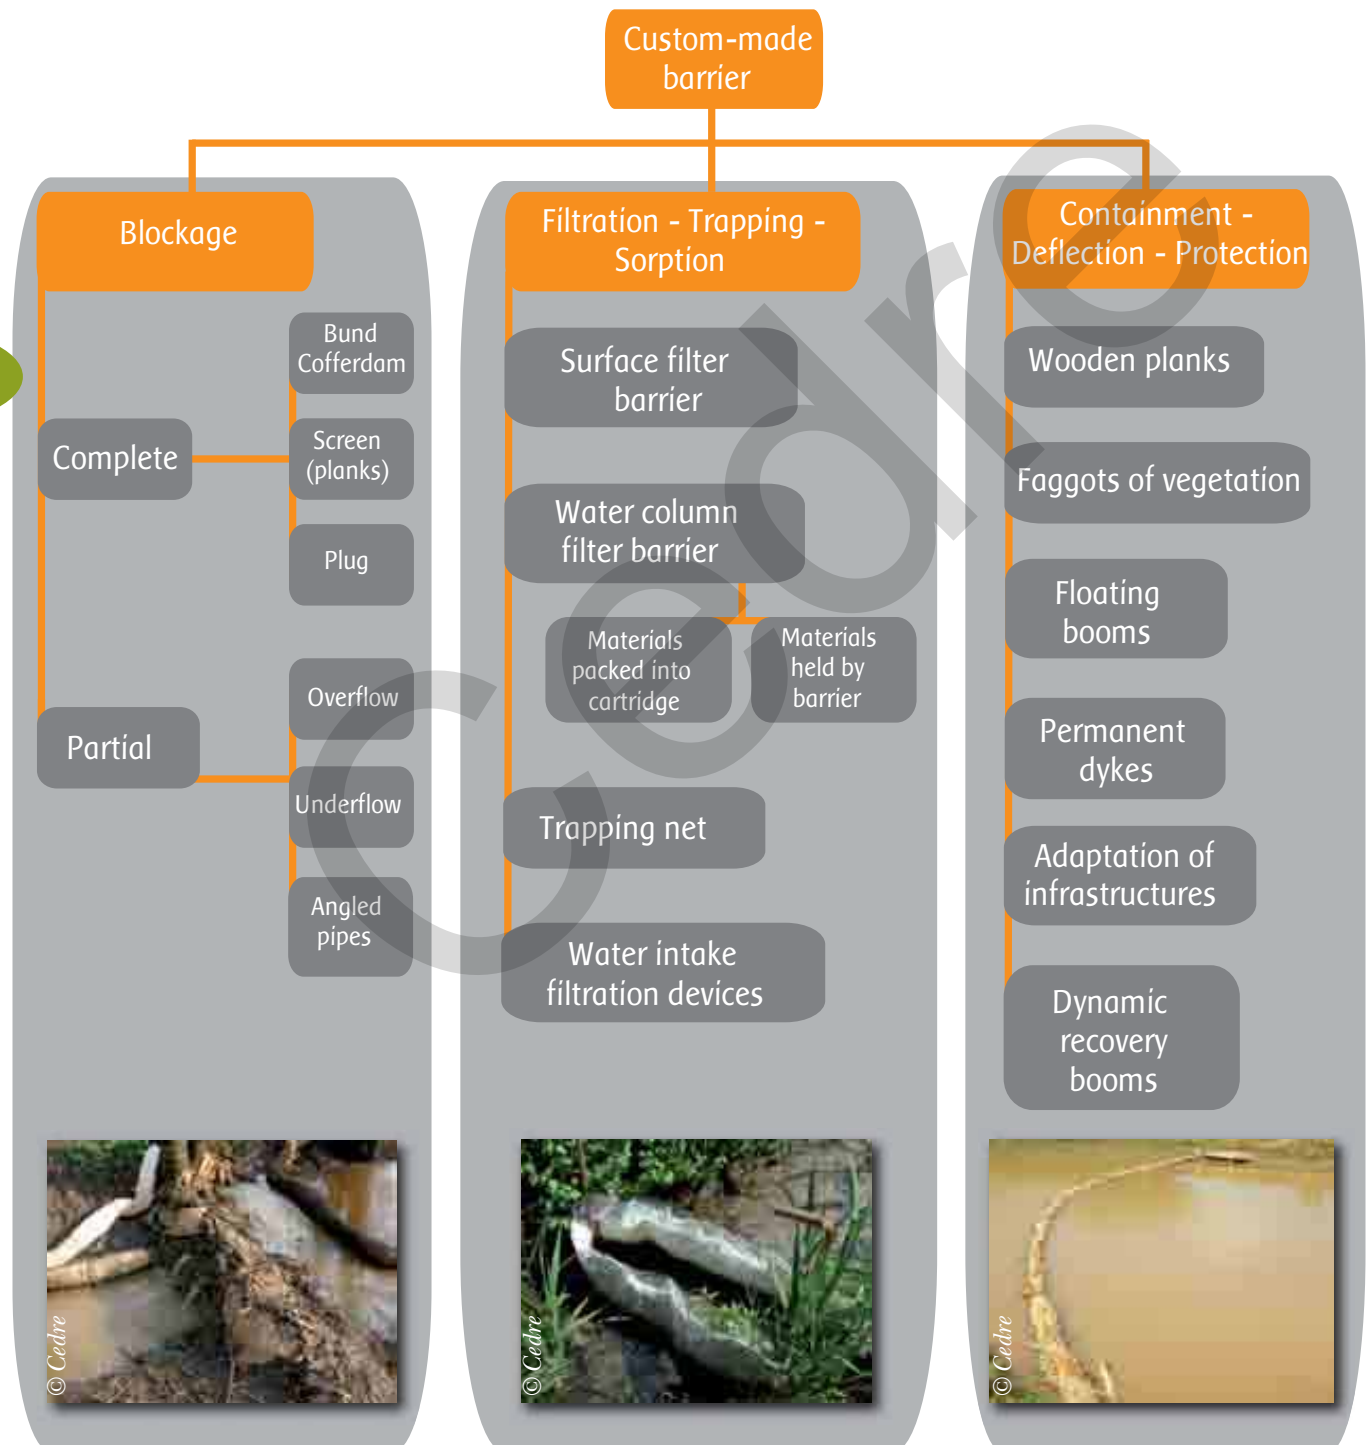 Custom-made
barrier
Blockage
Bund
Cofferdam
Complete
Screen
(planks)
Plug
Partial
Overflow
Underflow
Angled
pipes
Filtration - Trapping -
Sorption
Surface filter
barrier
Water column
filter barrier
Materials
packed into
cartridge
Materials
held by
barrier
Trapping net
Water intake
filtration devices
Containment -
Deflection - Protection
Wooden planks
Faggots of vegetation
Floating
booms
Permanent
dykes
Adaptation of
infrastructures
Dynamic
recovery
booms
© Cedre
© Cedre
© Cedre
Cedre